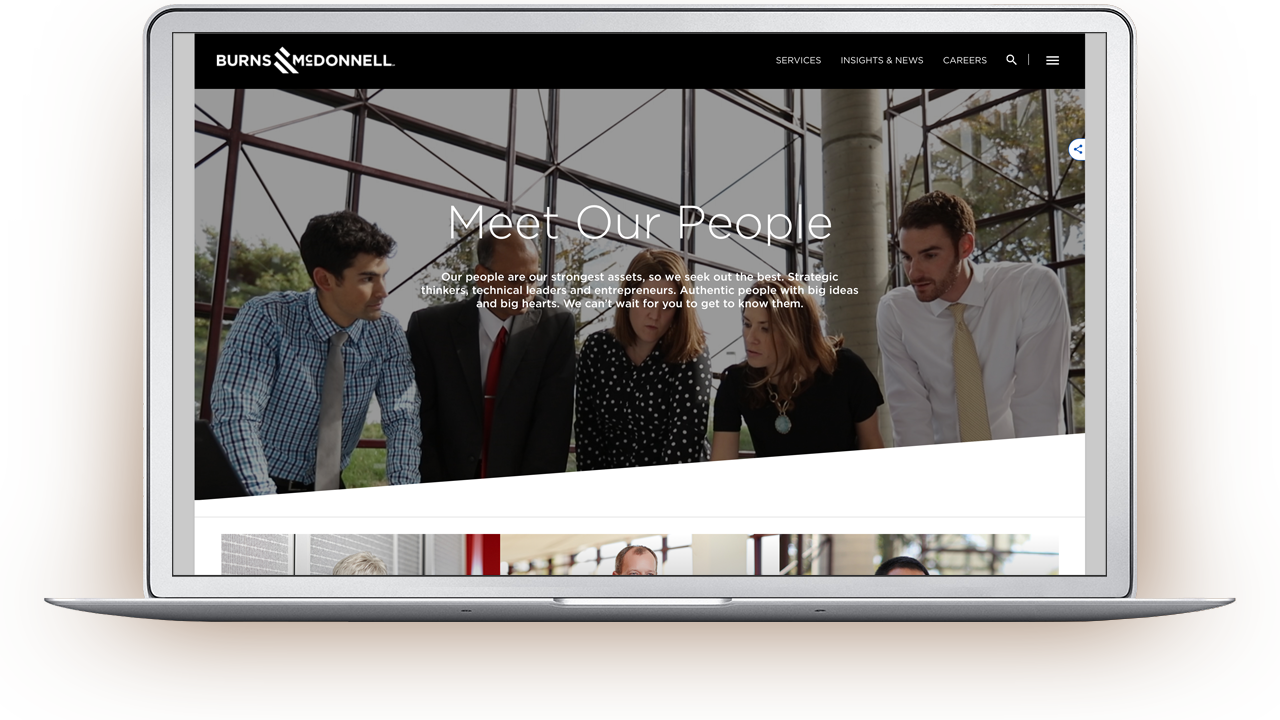 BURNS McDONNELL
SERVICES
INSIGHTS & NEWS
CAREERS
Meet Our People
Our people are our strongest assets, so we seek out the best. Strategic
thinkers, technical leaders and entrepreneurs. Authentic people with big ideas
and big hearts. We can't wait for you to get to know them.